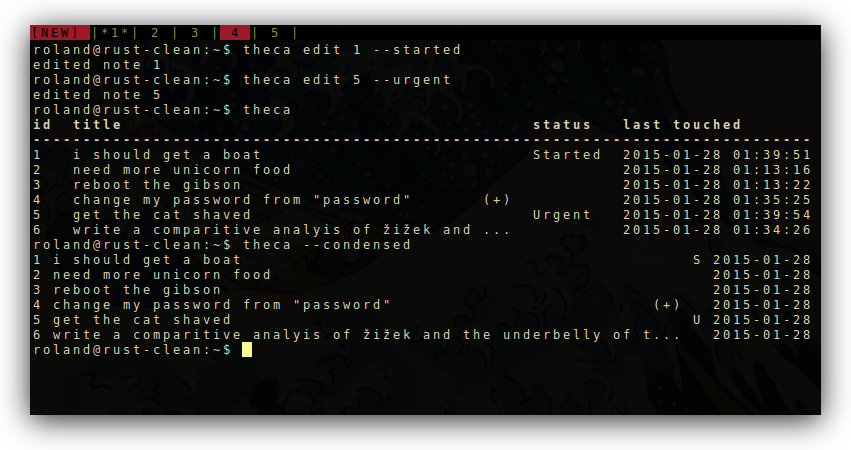 [NEW] |*1*| 2 | 3 | 4 | 5 |
roland@rust-clean:~$ theca edit 1 --started
edited note 1
roland@rust-clean:~$ theca edit 5 --urgent
edited note 5
roland@rust-clean:~$ theca
id  title                                         status   last touched
------------------------------------------------------------------------------
1   i should get a boat                           Started  2015-01-28 01:39:51
2   need more unicorn food                                 2015-01-28 01:13:16
3   reboot the gibson                                      2015-01-28 01:13:22
4   change my password from "password"       (+)           2015-01-28 01:35:25
5   get the cat shaved                            Urgent   2015-01-28 01:39:54
6   write a comparitive analyis of žižek and ...           2015-01-28 01:34:26
roland@rust-clean:~$ theca --condensed
1 i should get a boat                                             S 2015-01-28
2 need more unicorn food                                            2015-01-28
3 reboot the gibson                                                 2015-01-28
4 change my password from "password"                          (+)   2015-01-28
5 get the cat shaved                                              U 2015-01-28
6 write a comparitive analyis of žižek and the underbelly of t...   2015-01-28
roland@rust-clean:~$